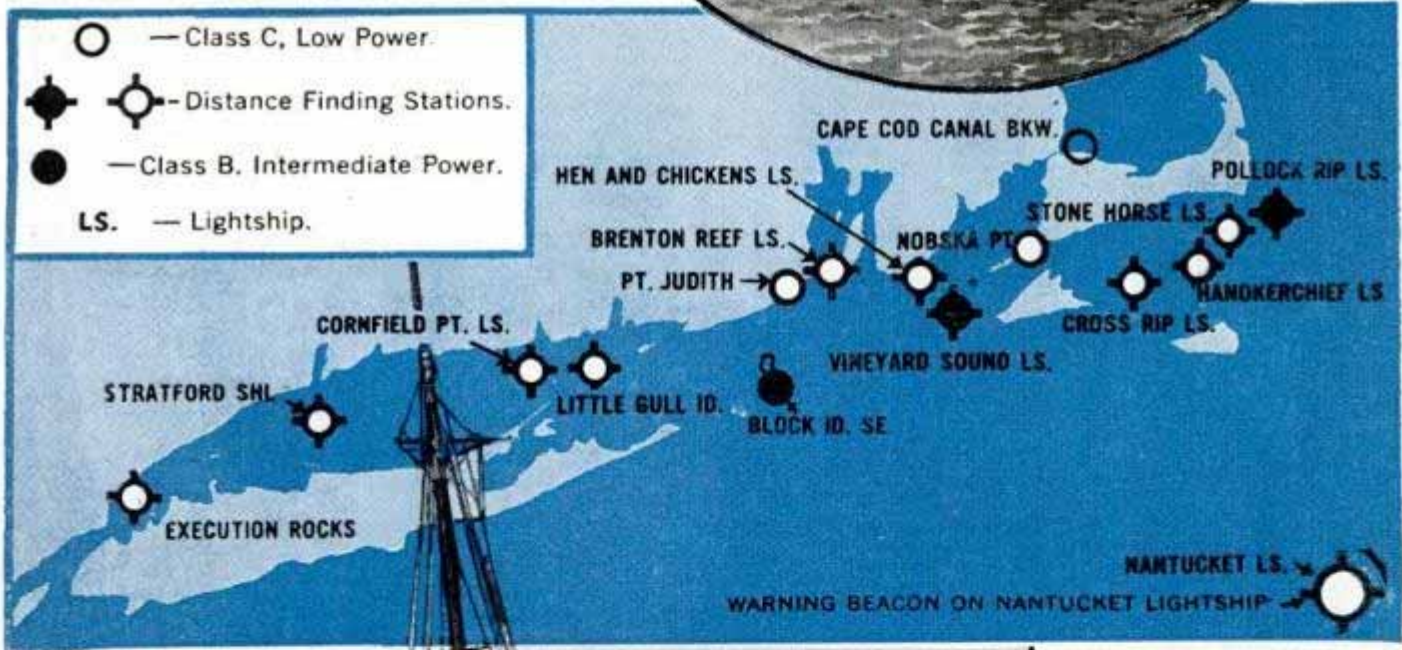 — Class C, Low Power.
- Distance Finding Stations.
— Class B. Intermediate Power.
LS. — Lightship.
CAPE COD CANAL BKW.
HEN AND CHICKENS LS.
POLLOCK RIP LS.
STONE HORSE LS.
BRENTON REEF LS.
NOBSKA PT.
PT. JUDITH
HANDKERCHIEF LS
CROSS RIP LS.
CORNFIELD PT. LS.
VINEYARD SOUND LS.
STRATFORD SHL
LITTLE GULL ID.
BLOCK ID. SE
EXECUTION ROCKS
NANTUCKET LS.
WARNING BEACON ON NANTUCKET LIGHTSHIP